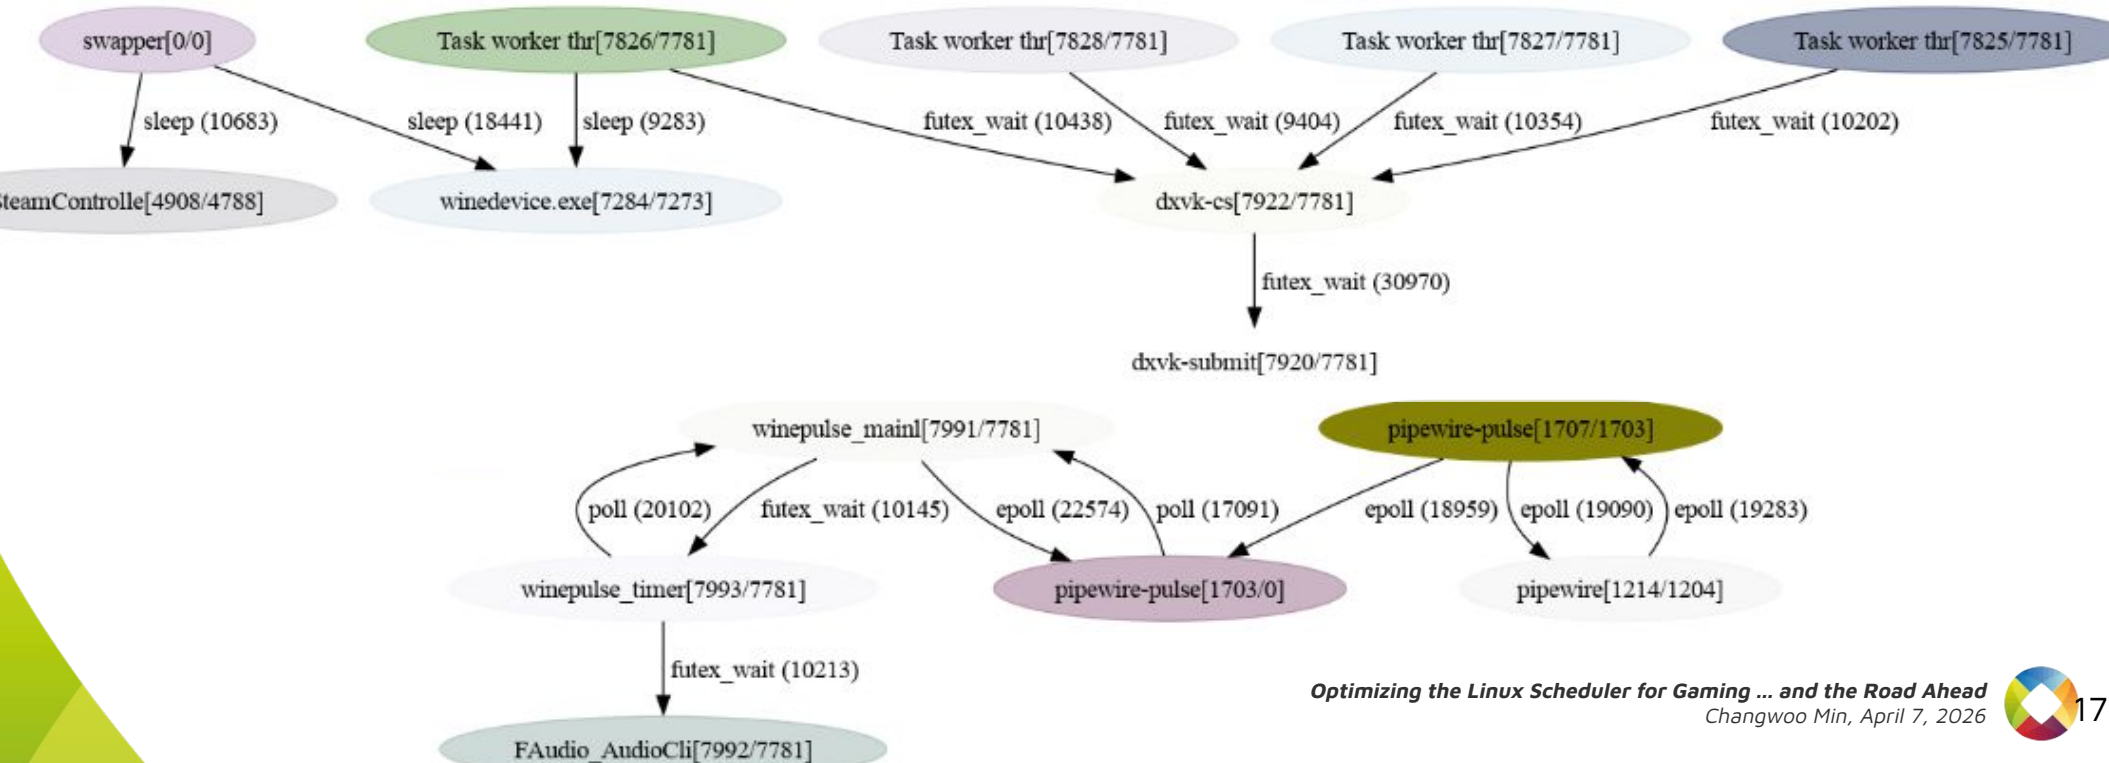 swapper[0/0]
Task worker thr[7826/7781]
Task worker thr[7828/7781]
Task worker thr[7827/7781]
Task worker thr[7825/7781]
sleep (10683)
sleep (18441)
sleep (9283)
futex_wait (10438)
futex_wait (9404)
futex_wait (10354)
futex_wait (10202)
steamControlle[4908/4788]
winedevice.exe[7284/7273]
dxvk-cs[7922/7781]
futex_wait (30970)
dxvk-submit[7920/7781]
winepulse_mainl[7991/7781]
pipewire-pulse[1707/1703]
poll (20102)
futex_wait (10145)
epoll (22574)
poll (17091)
epoll (18959)
epoll (19090)
epoll (19283)
winepulse_timer[7993/7781]
pipewire-pulse[1703/0]
pipewire[1214/1204]
futex_wait (10213)
FAudio_AudioCli[7992/7781]
Optimizing the Linux Scheduler for Gaming ... and the Road Ahead
Changwoo Min, April 7, 2026
17